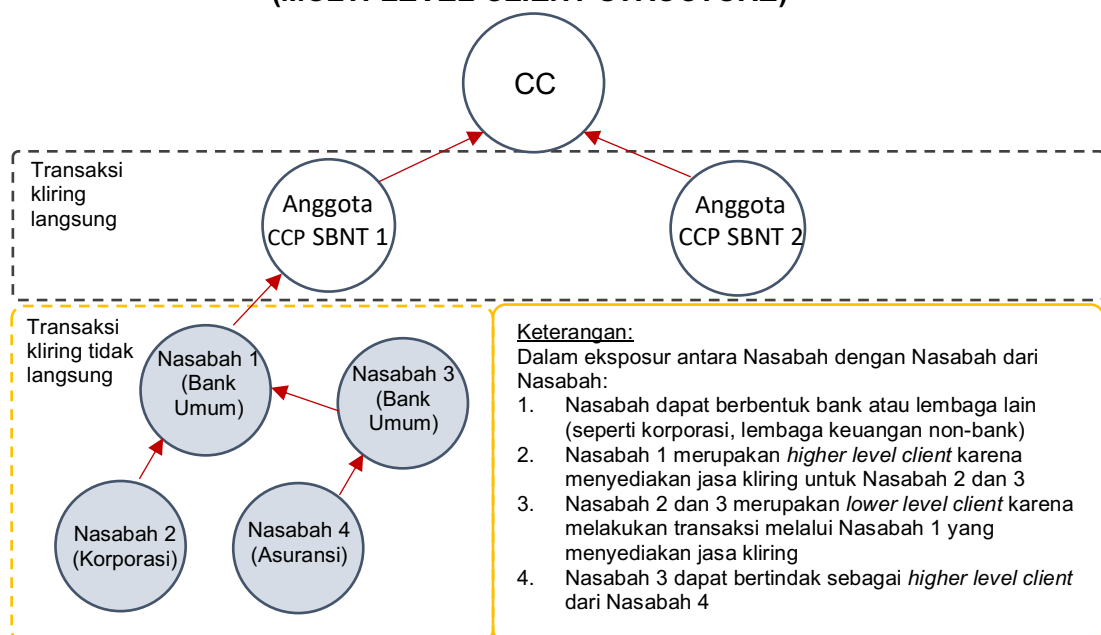 (MULTI-LEVEL CLIENT STRUCTURE)
CC
Transaksi
kliring
langsung
Anggota
CCP SBNT 1
Anggota
CCP SBNT 2
Transaksi
kliring tidak
langsung
Nasabah 1
(Bank
Umum)
Nasabah 3
(Bank
Umum)
Nasabah 2
(Korporasi)
Nasabah 4
(Asuransi)
Keterangan:
Dalam eksposur antara Nasabah dengan Nasabah dari
Nasabah:
1. Nasabah dapat berbentuk bank atau lembaga lain
(seperti korporasi, lembaga keuangan non-bank)
2. Nasabah 1 merupakan higher level client karena
menyediakan jasa kliring untuk Nasabah 2 dan 3
3. Nasabah 2 dan 3 merupakan lower level client karena
melakukan transaksi melalui Nasabah 1 yang
menyediakan jasa kliring
4. Nasabah 3 dapat bertindak sebagai higher level client
dari Nasabah 4